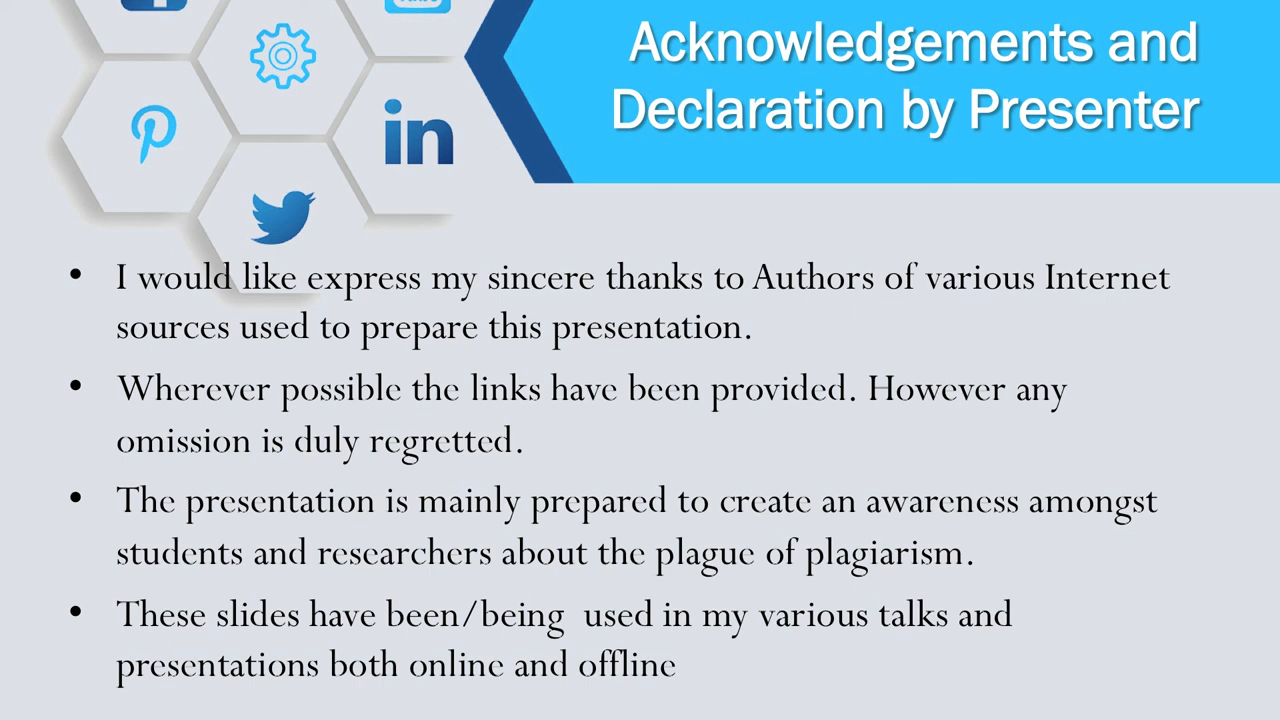 Acknowledgements and
Declaration by Presenter
in
• I would like express my sincere thanks to Authors of various Internet
sources used to prepare this presentation.
• Wherever possible the links have been provided. However any
omission is duly regretted.
• The presentation is mainly prepared to create an awareness amongst
students and researchers about the plague of plagiarism.
• These slides have been/being  used in my various talks and
presentations both online and offline